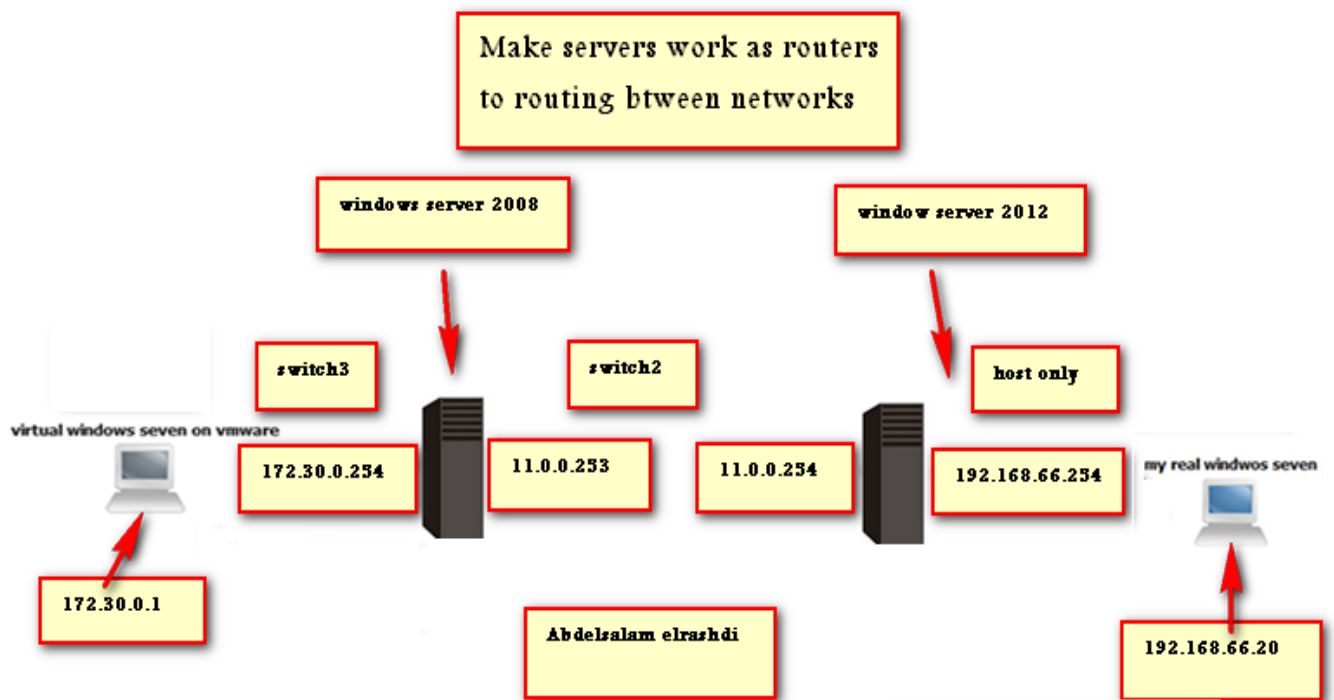 Make servers work as routers
to routing btween networks
windows server 2008
window server 2012
switch3
switch2
host only
virtual windows seven on vmware
172.30.0.254
11.0.0.253
11.0.0.254
192.168.66.254
my real windwos seven
172.30.0.1
Abdelsalam elrashdi
192.168.66.20